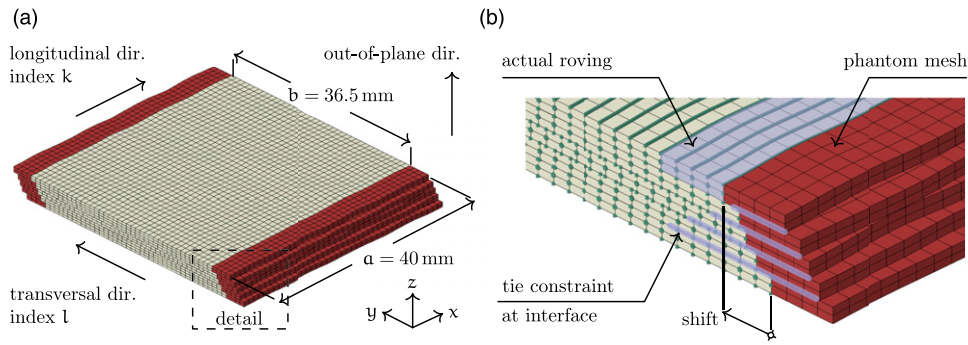 (a)
longitudinal dir.
index k
out-of-plane dir.
b = 36.5 mm
a = 40 mm
transversal dir.
index l
detail
z
y
x
(b)
actual roving
phantom mesh
tie constraint
at interface
shift